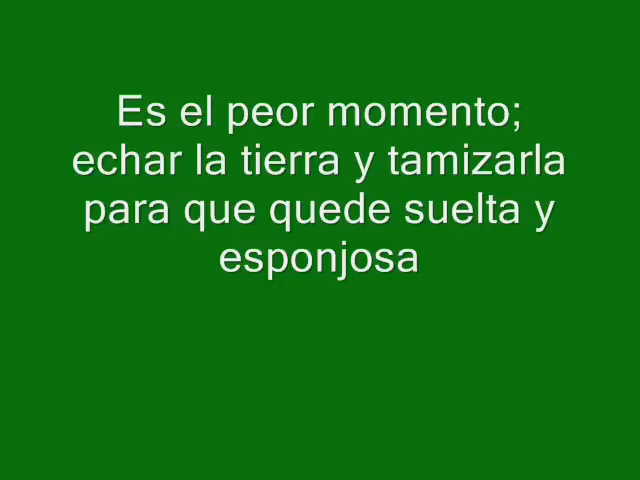 Es el peor momento;
echar la tierra y tamizarla
para que quede suelta y
esponjosa